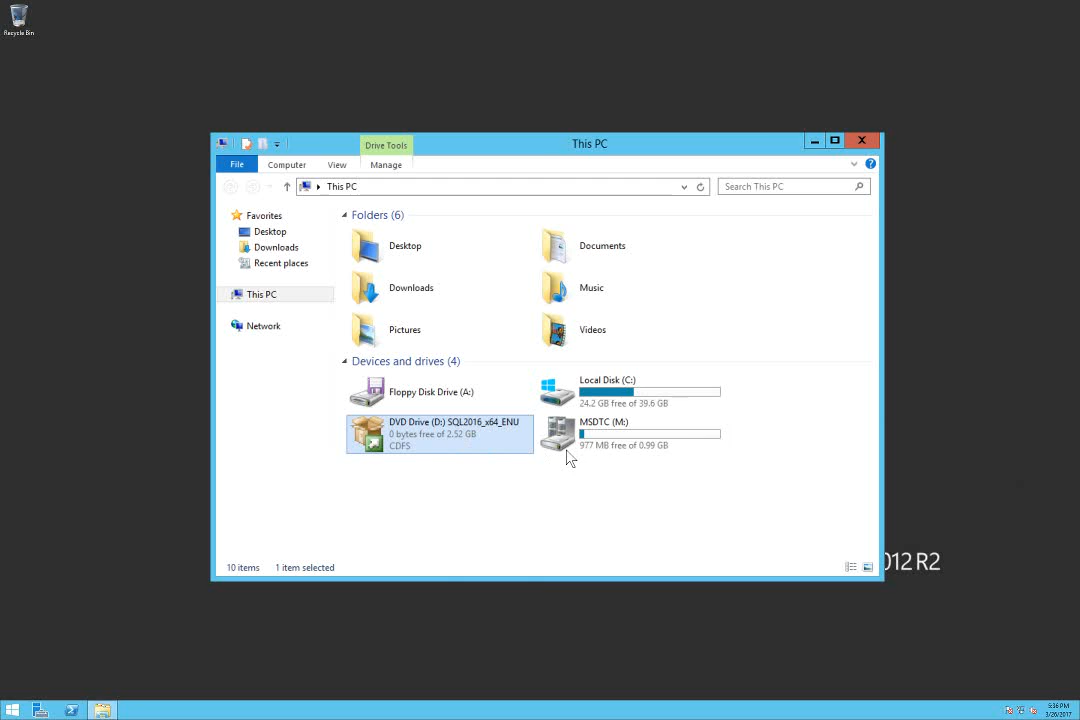 Recycle Bin
Drive Tools
This PC
File
Computer
View
Manage
This PC
Search This PC
Favorites
Desktop
Downloads
Recent places
This PC
Network
Folders (6)
Desktop
Documents
Downloads
Music
Pictures
Videos
Devices and drives (4)
Floppy Disk Drive (A:)
Local Disk (C:)
24.2 GB free of 39.6 GB
DVD Drive (D:) SQL2016_x64_ENU
0 bytes free of 2.52 GB
CDFS
MSDTC (M:)
977 MB free of 0.99 GB
10 items
1 item selected
012 R2
5:36 PM
3/26/2017